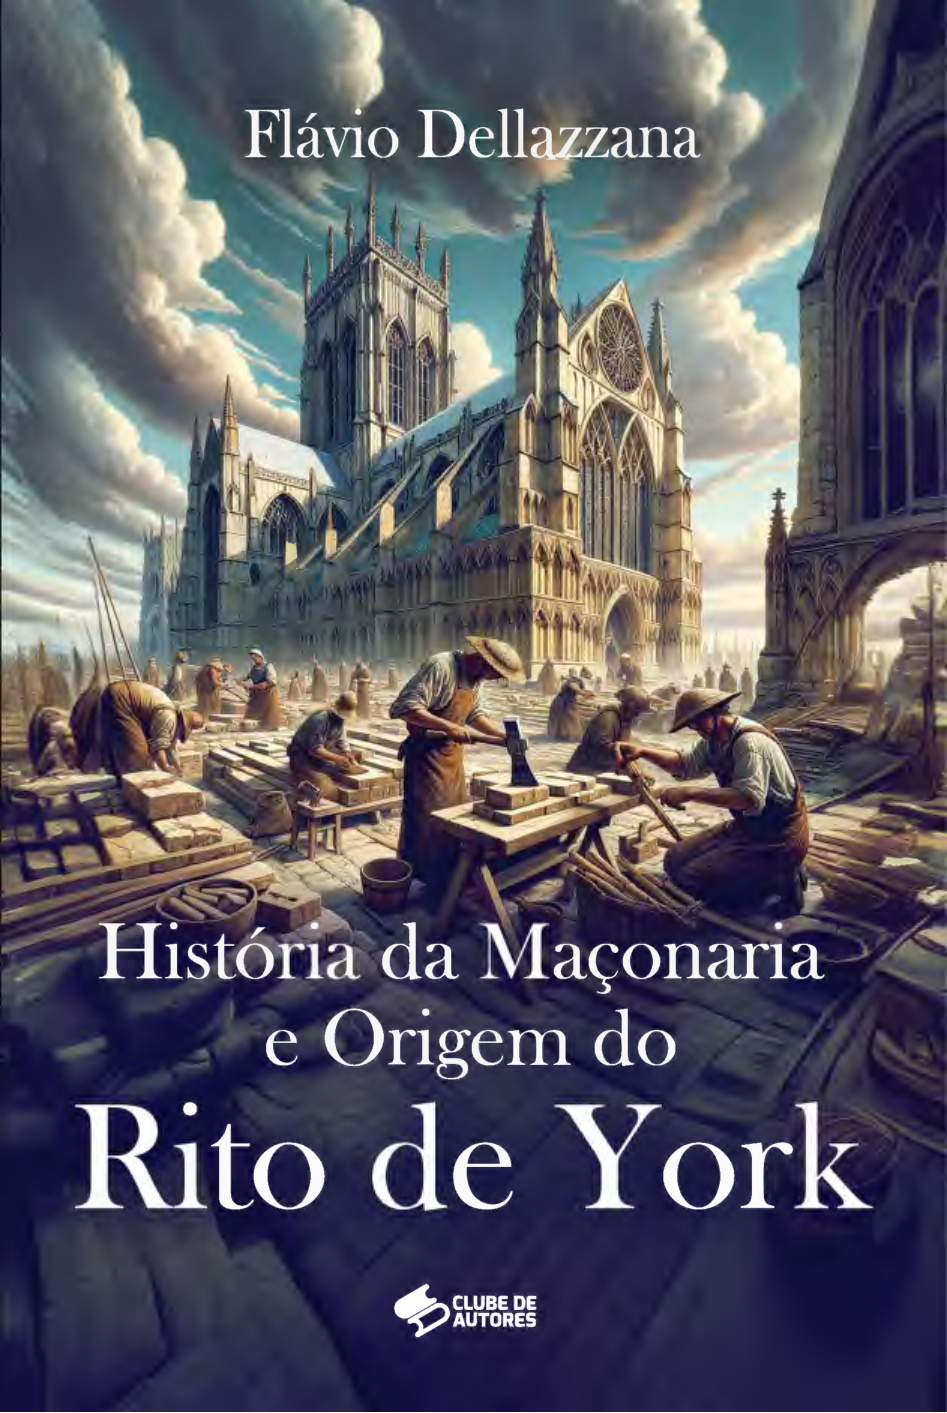 Flávio Dellazzana
História da Maçonaria
e Origem do
Rito de York
CLUBE DE
AUTORES